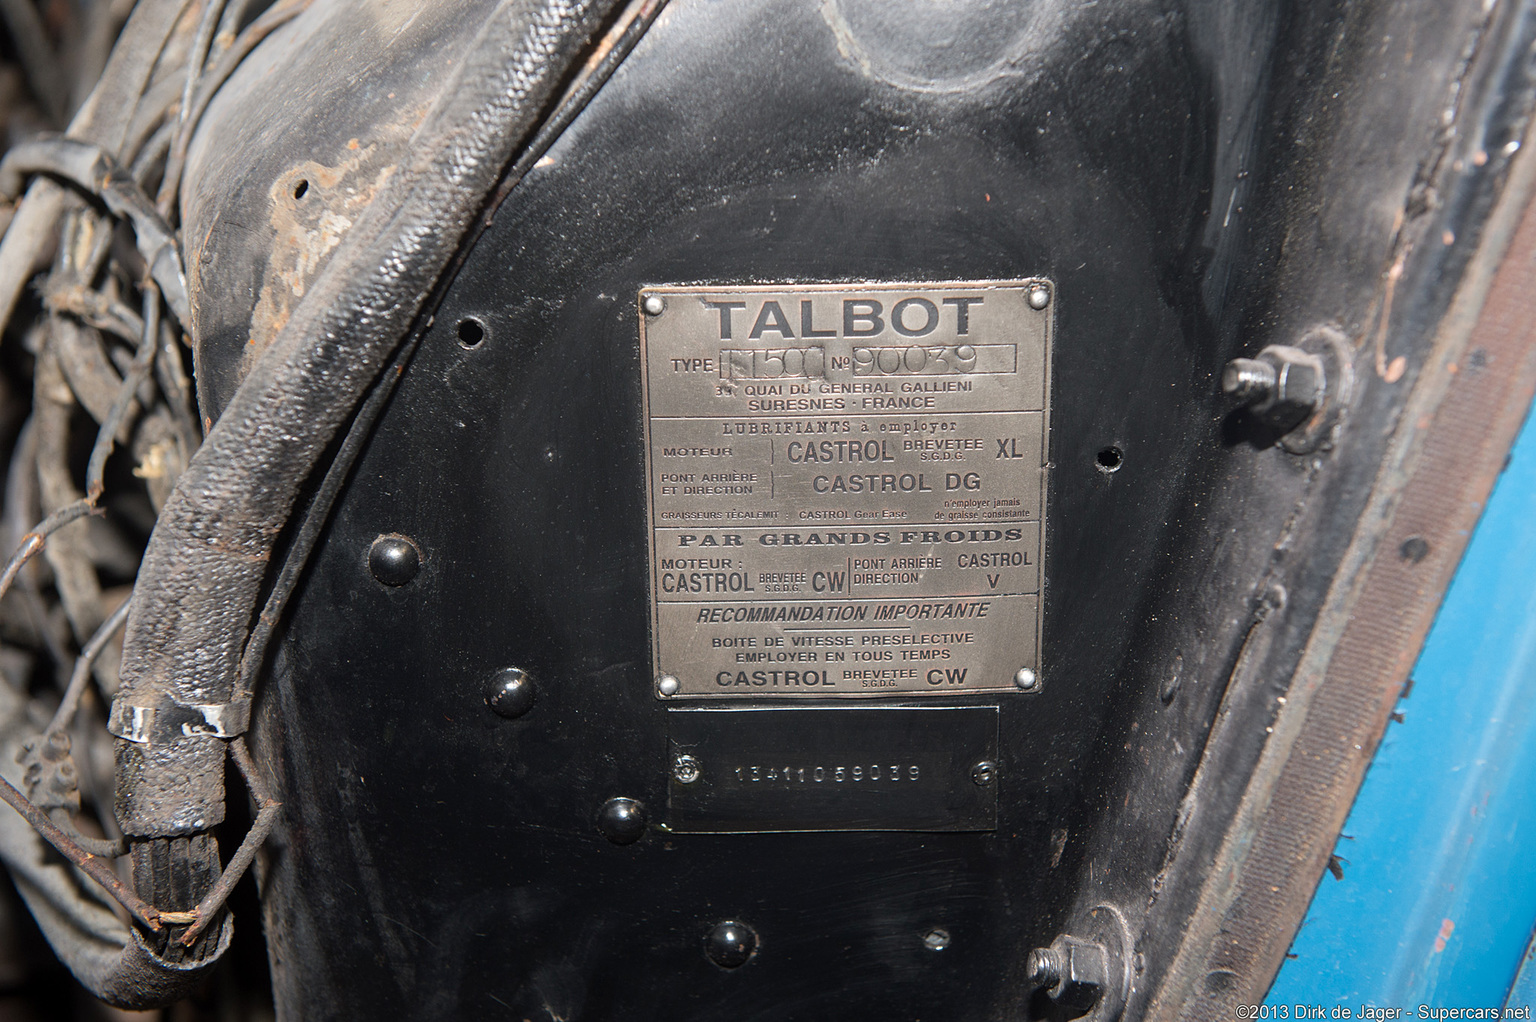 TALBOT
TYPE 150C № 90039
QUAI DU GENERAL GALLIENI
SURESNES · FRANCE
LUBRIFIANTS à employer
MOTEUR CASTROL BREVETEE S.G.D.G. XL
PONT ARRIÈRE ET DIRECTION CASTROL DG
GRAISSEURS TÉCALEMIT : CASTROL Gear Ease n'employer jamais de graisse consistante
PAR GRANDS FROIDS
MOTEUR : CASTROL BREVETEE S.G.D.G. CW
PONT ARRIÈRE DIRECTION CASTROL V
RECOMMANDATION IMPORTANTE
BOITE DE VITESSE PRESELECTIVE
EMPLOYER EN TOUS TEMPS
CASTROL BREVETEE S.G.D.G. CW
13411059039
©2013 Dirk de Jager - Supercars.net